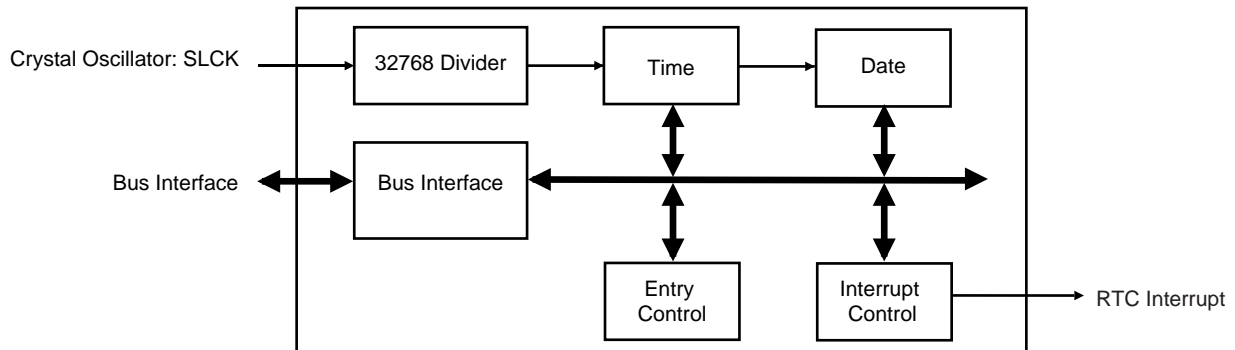 Crystal Oscillator: SLCK
32768 Divider
Time
Date
Bus Interface
Bus Interface
Entry
Control
Interrupt
Control
RTC Interrupt